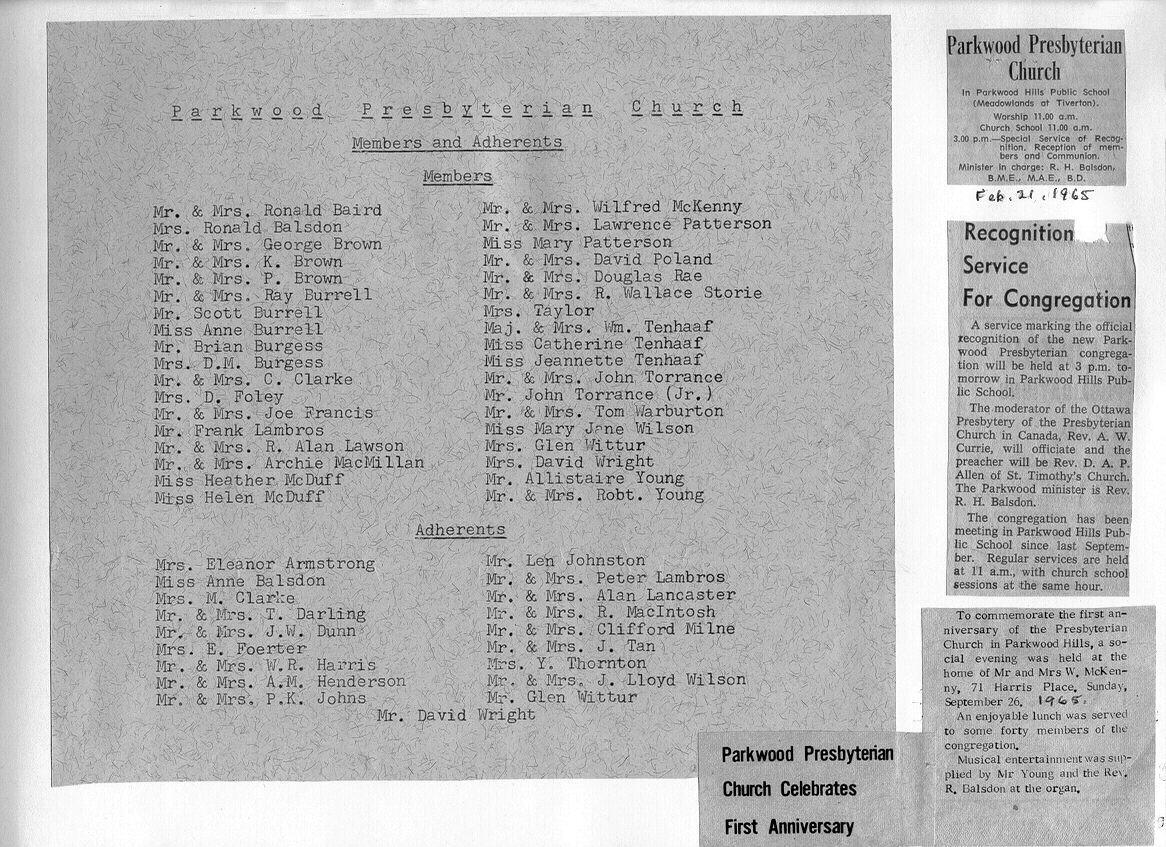 Parkwood Presbyterian Church
Members and Adherents
Members
Mr. & Mrs. Ronald Baird
Mrs. Ronald Balsdon
Mr. & Mrs. George Brown
Mr. & Mrs. K. Brown
Mr. & Mrs. P. Brown
Mr. & Mrs. Ray Burrell
Mr. Scott Burrell
Miss Anne Burrell
Mr. Brian Burgess
Mrs. D.M. Burgess
Mr. & Mrs. C. Clarke
Mrs. D. Foley
Mr. & Mrs. Joe Francis
Mr. Frank Lambros
Mr. & Mrs. R. Alan Lawson
Mr. & Mrs. Archie MacMillan
Miss Heather McDuff
Miss Helen McDuff
Mr. & Mrs. Wilfred McKenny
Mr. & Mrs. Lawrence Patterson
Miss Mary Patterson
Mr. & Mrs. David Poland
Mr. & Mrs. Douglas Rae
Mr. & Mrs. R. Wallace Storie
Mrs. Taylor
Maj. & Mrs. Wm. Tenhaaf
Miss Catherine Tenhaaf
Miss Jeannette Tenhaaf
Mr. & Mrs. John Torrance
Mr. John Torrance (Jr.)
Mr. & Mrs. Tom Warburton
Miss Mary Jane Wilson
Mrs. Glen Wittur
Mrs. David Wright
Mr. Allistaire Young
Mr. & Mrs. Robt. Young
Adherents
Mrs. Eleanor Armstrong
Miss Anne Balsdon
Mrs. M. Clarke
Mr. & Mrs. T. Darling
Mr. & Mrs. J.W. Dunn
Mrs. E. Foerter
Mr. & Mrs. W.R. Harris
Mr. & Mrs. A.M. Henderson
Mr. & Mrs. P.K. Johns
Mr. Len Johnston
Mr. & Mrs. Peter Lambros
Mr. & Mrs. Alan Lancaster
Mr. & Mrs. R. MacIntosh
Mr. & Mrs. Clifford Milne
Mr. & Mrs. J. Tan
Mrs. Y. Thornton
Mr. & Mrs. J. Lloyd Wilson
Mr. Glen Wittur
Mr. David Wright
Parkwood Presbyterian
Church
In Parkwood Hills Public School
(Meadowlands at Tiverton).
Worship 11.00 a.m.
Church School 11.00 a.m.
3.00 p.m.—Special Service of Recog-
nition. Reception of mem-
bers and Communion.
Minister in charge: R. H. Balsdon,
B.M.E., M.A.E., B.D.
Feb. 21, 1965
Recognition
Service
For Congregation
A service marking the official
recognition of the new Park-
wood Presbyterian congrega-
tion will be held at 3 p.m. to-
morrow in Parkwood Hills Pub-
lic School.
The moderator of the Ottawa
Presbytery of the Presbyterian
Church in Canada, Rev. A. W.
Currie, will officiate and the
preacher will be Rev. D. A. P.
Allen of St. Timothy's Church.
The Parkwood minister is Rev.
R. H. Balsdon.
The congregation has been
meeting in Parkwood Hills Pub-
lic School since last Septem-
ber. Regular services are held
at 11 a.m., with church school
sessions at the same hour.
To commemorate the first an-
niversary of the Presbyterian
Church in Parkwood Hills, a so-
cial evening was held at the
home of Mr and Mrs W. McKen-
ny, 71 Harris Place, Sunday,
September 26. 1965.
An enjoyable lunch was served
to some forty members of the
congregation.
Musical entertainment was sup-
plied by Mr Young and the Rev.
R. Balsdon at the organ.
Parkwood Presbyterian
Church Celebrates
First Anniversary